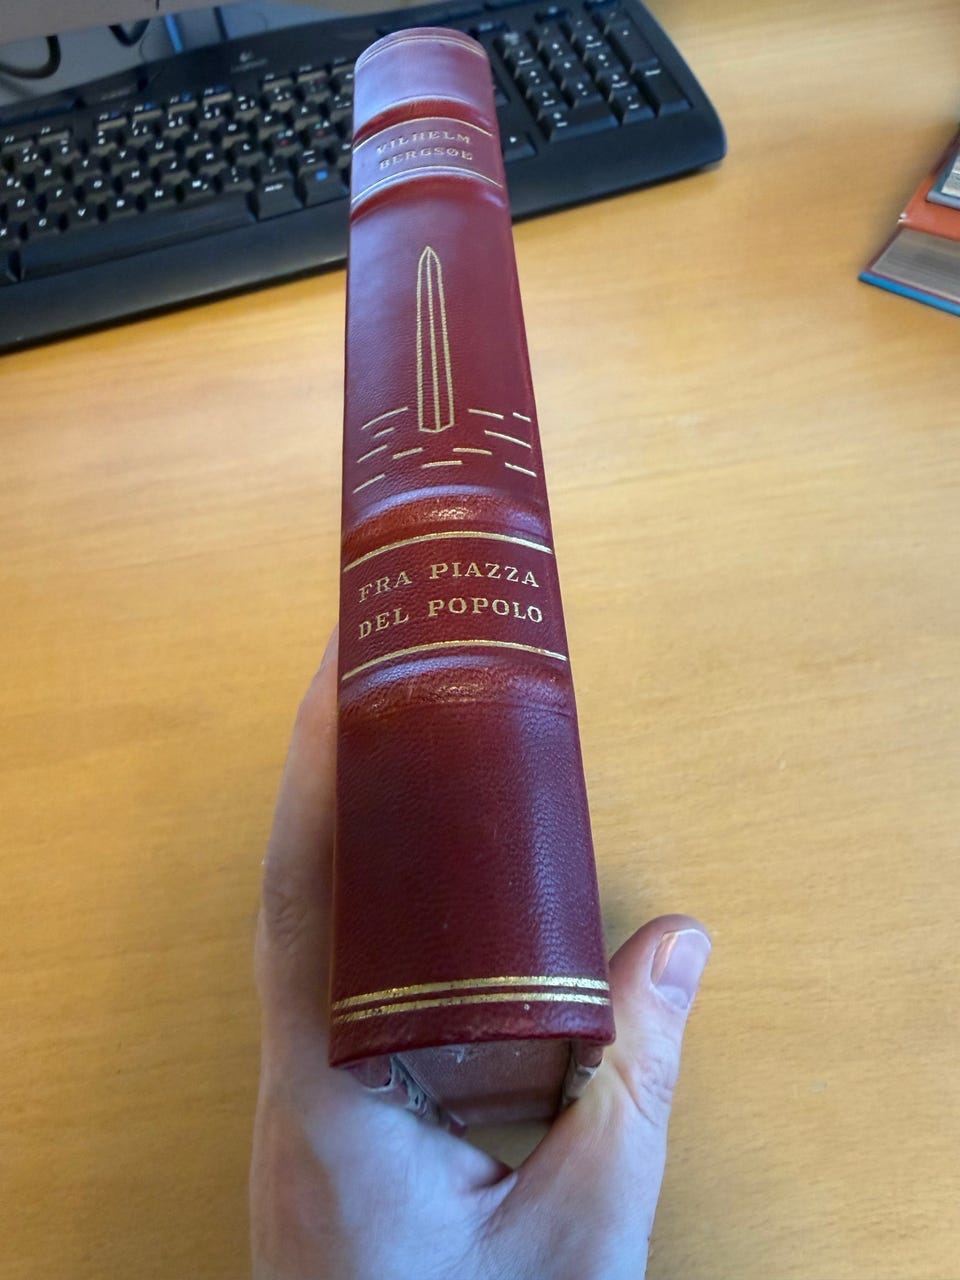 VILHELM
BERGSØE
FRA PIAZZA
DEL POPOLO